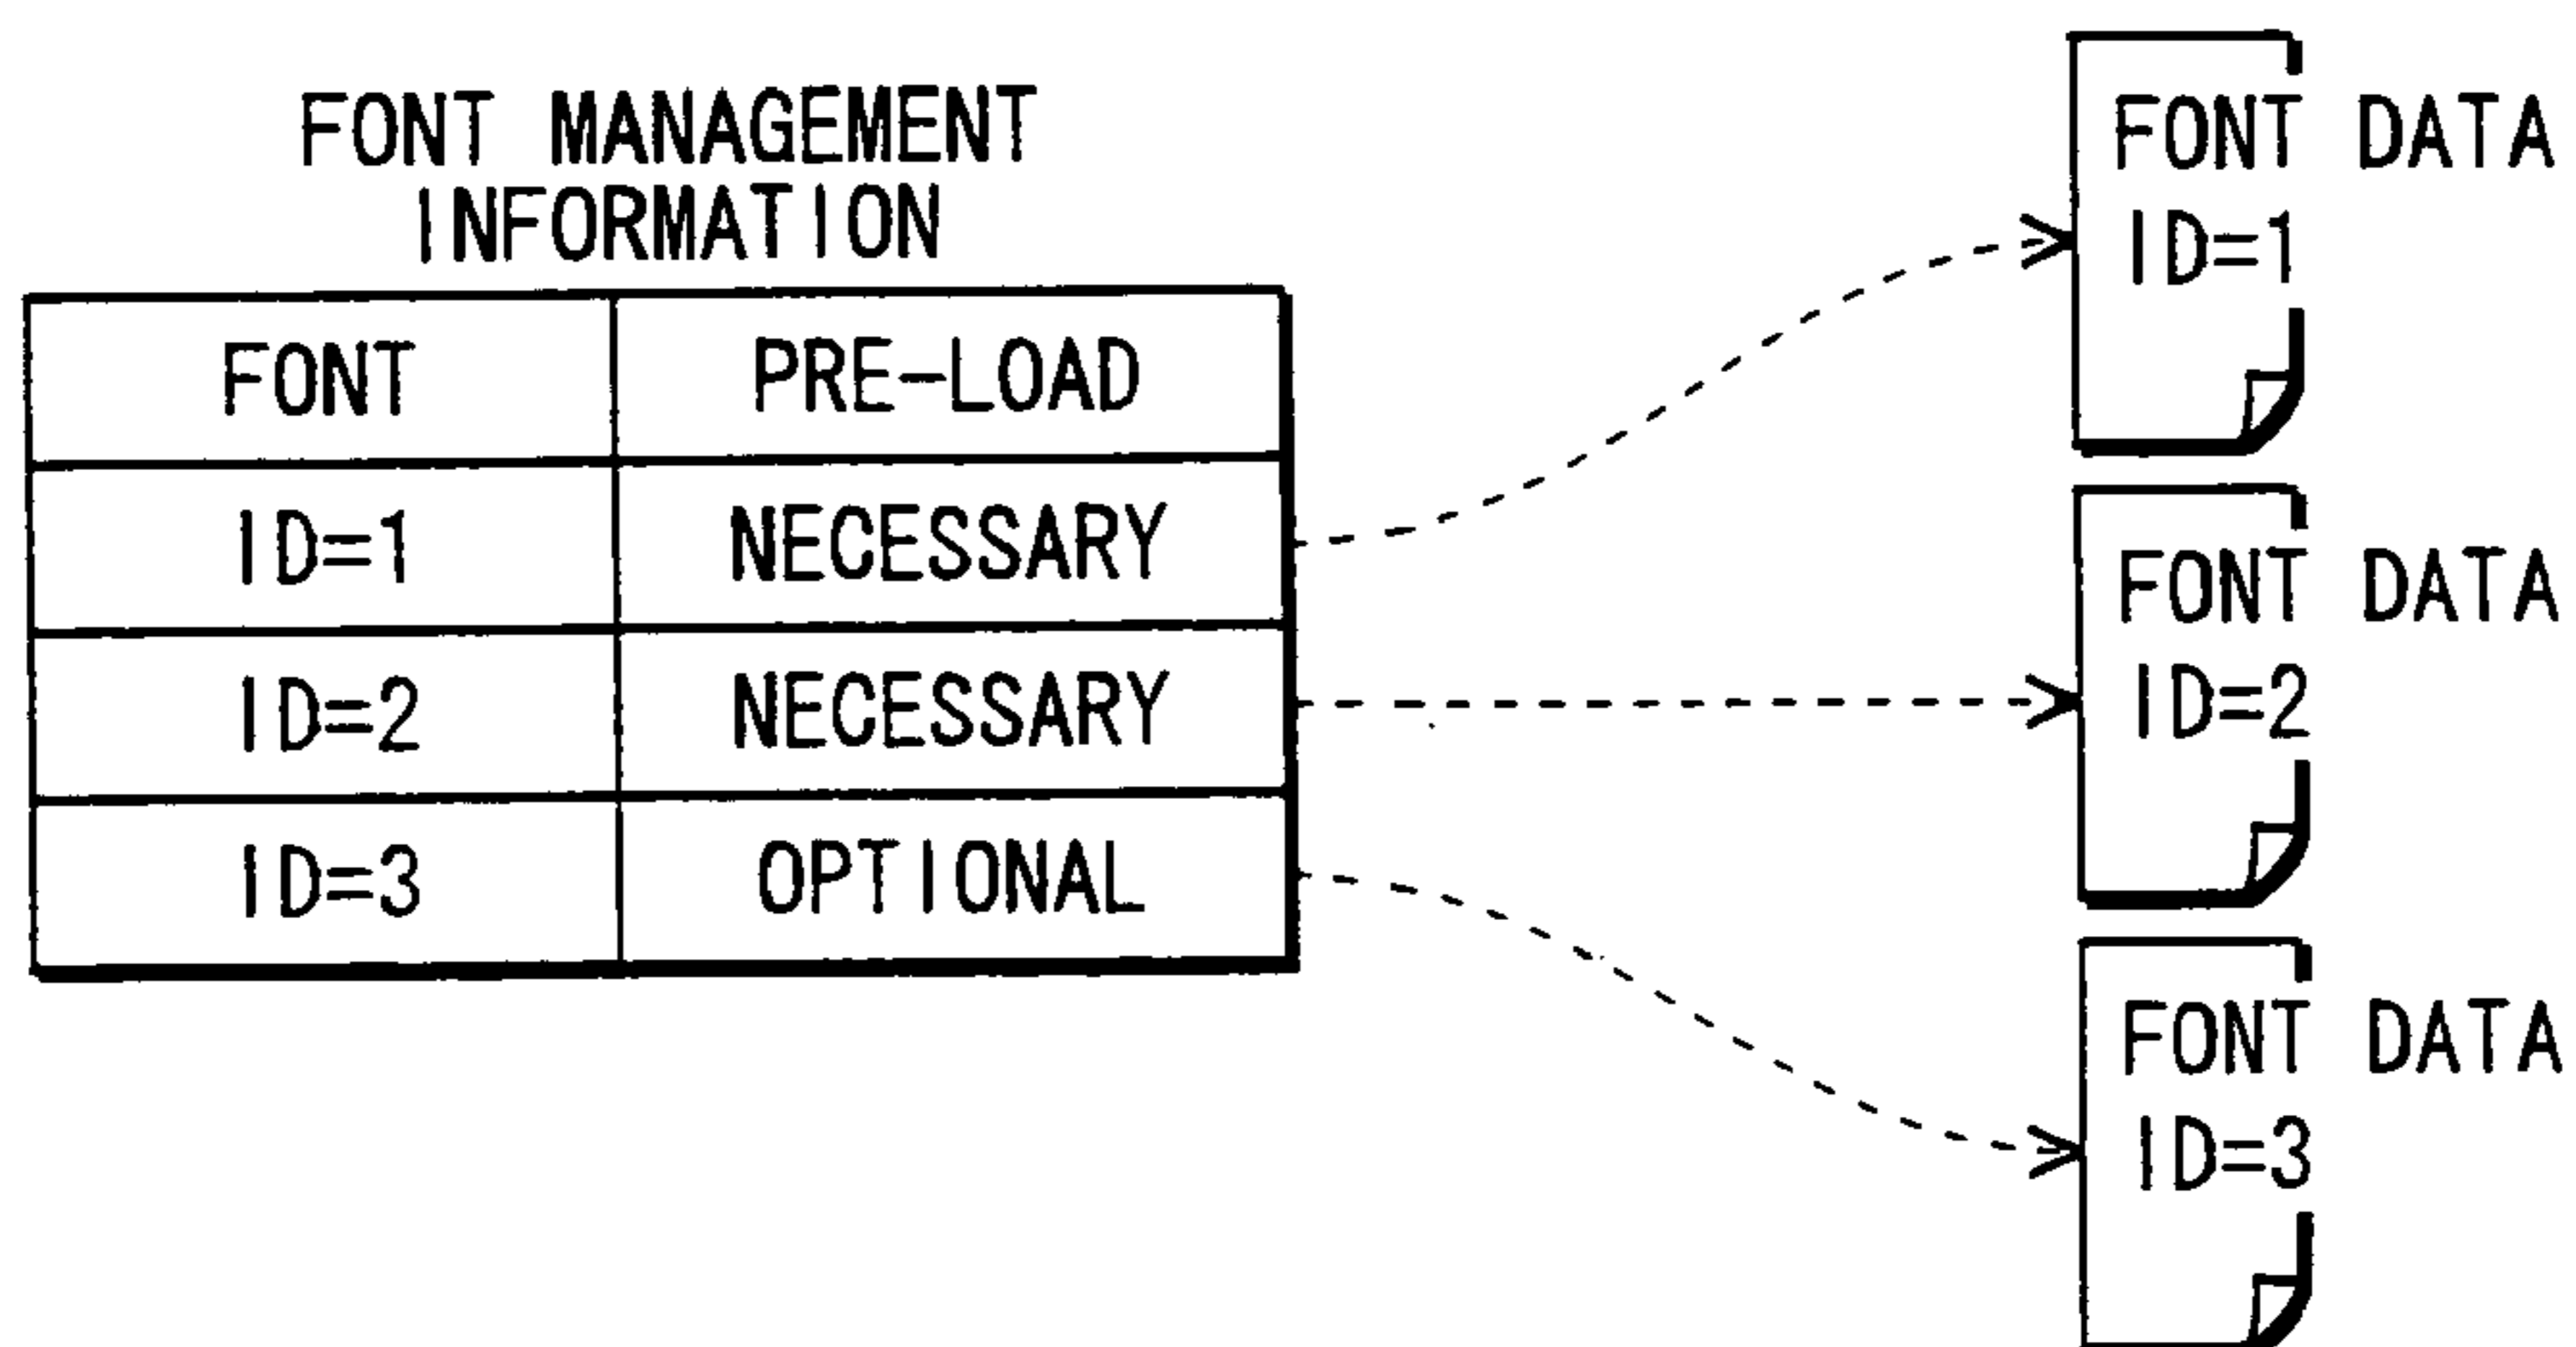 FONT MANAGEMENT
INFORMATION
FONT PRE-LOAD
ID=1 NECESSARY
ID=2 NECESSARY
ID=3 OPTIONAL
FONT DATA
ID=1
FONT DATA
ID=2
FONT DATA
ID=3